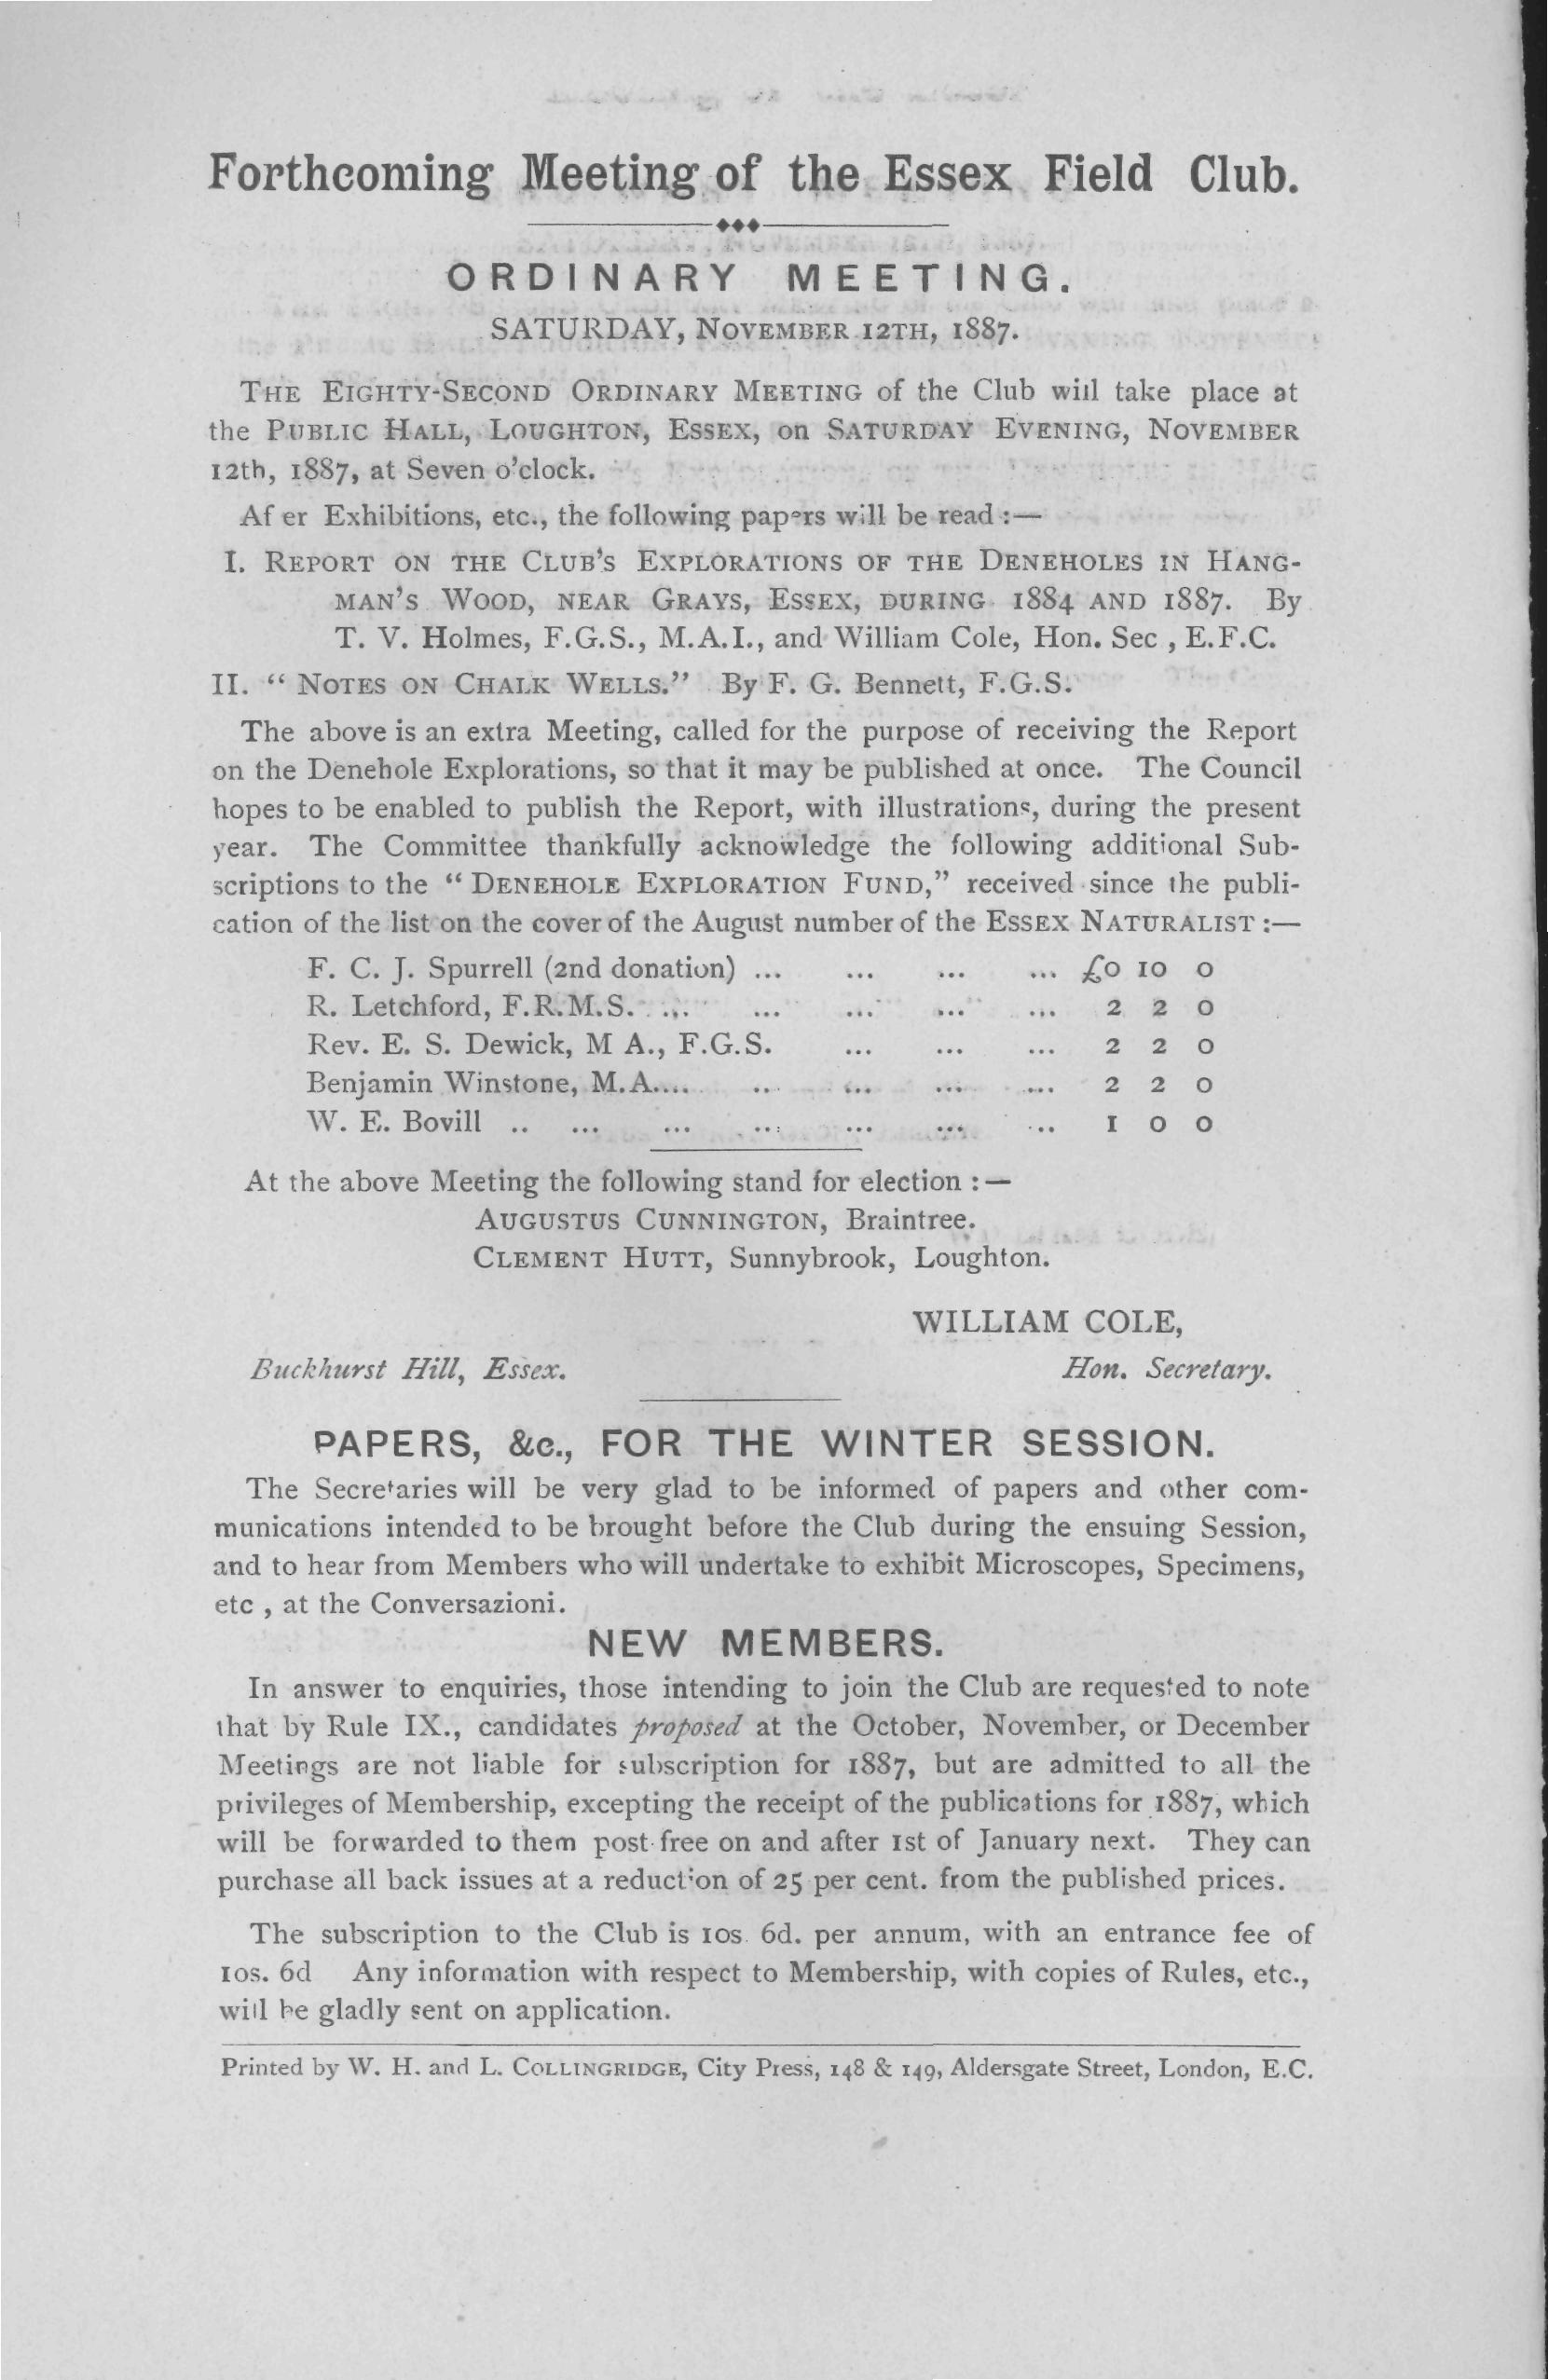 Forthcoming Meeting of the Essex Field Club.
ORDINARY MEETING.
SATURDAY, NOVEMBER 12TH, 1887.
THE EIGHTY-SECOND ORDINARY MEETING of the Club will take place at
the PUBLIC HALL, LOUGHTON, ESSEX, on SATURDAY EVENING, NOVEMBER
12th, 1887, at Seven o'clock.
Af er Exhibitions, etc., the following papers will be read :—
I. REPORT ON THE CLUB'S EXPLORATIONS OF THE DENEHOLES IN HANG-
MAN'S WOOD, NEAR GRAYS, ESSEX, DURING 1884 AND 1887. By
T. V. Holmes, F.G.S., M.A.I., and William Cole, Hon. Sec , E.F.C.
II. “ NOTES ON CHALK WELLS.” By F. G. Bennett, F.G.S.
The above is an extra Meeting, called for the purpose of receiving the Report
on the Denehole Explorations, so that it may be published at once. The Council
hopes to be enabled to publish the Report, with illustrations, during the present
year. The Committee thankfully acknowledge the following additional Sub-
scriptions to the “ DENEHOLE EXPLORATION FUND,” received since the publi-
cation of the list on the cover of the August number of the ESSEX NATURALIST :—
F. C. J. Spurrell (2nd donation) ... ... ... ... £0 10 0
R. Letchford, F.R.M.S. ... ... ... ... ... 2 2 0
Rev. E. S. Dewick, M A., F.G.S. ... ... ... 2 2 0
Benjamin Winstone, M.A.... .. ... ... ... 2 2 0
W. E. Bovill .. ... ... ... ... ... .. 1 0 0
At the above Meeting the following stand for election :—
AUGUSTUS CUNNINGTON, Braintree.
CLEMENT HUTT, Sunnybrook, Loughton.
WILLIAM COLE,
Buckhurst Hill, Essex. Hon. Secretary.
PAPERS, &c., FOR THE WINTER SESSION.
The Secretaries will be very glad to be informed of papers and other com-
munications intended to be brought before the Club during the ensuing Session,
and to hear from Members who will undertake to exhibit Microscopes, Specimens,
etc , at the Conversazioni.
NEW MEMBERS.
In answer to enquiries, those intending to join the Club are requested to note
that by Rule IX., candidates proposed at the October, November, or December
Meetings are not liable for subscription for 1887, but are admitted to all the
privileges of Membership, excepting the receipt of the publications for 1887, which
will be forwarded to them post free on and after 1st of January next. They can
purchase all back issues at a reduction of 25 per cent. from the published prices.
The subscription to the Club is 10s 6d. per annum, with an entrance fee of
10s. 6d Any information with respect to Membership, with copies of Rules, etc.,
will be gladly sent on application.
Printed by W. H. and L. COLLINGRIDGE, City Press, 148 & 149, Aldersgate Street, London, E.C.